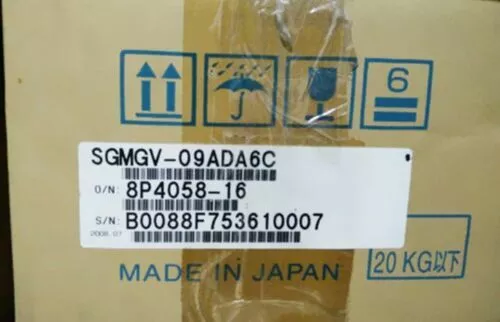 6
SGMGV-09ADA6C
O/N: 8P4058-16
S/N: B0088F753610007
2008.07
MADE IN JAPAN
20 KG以下